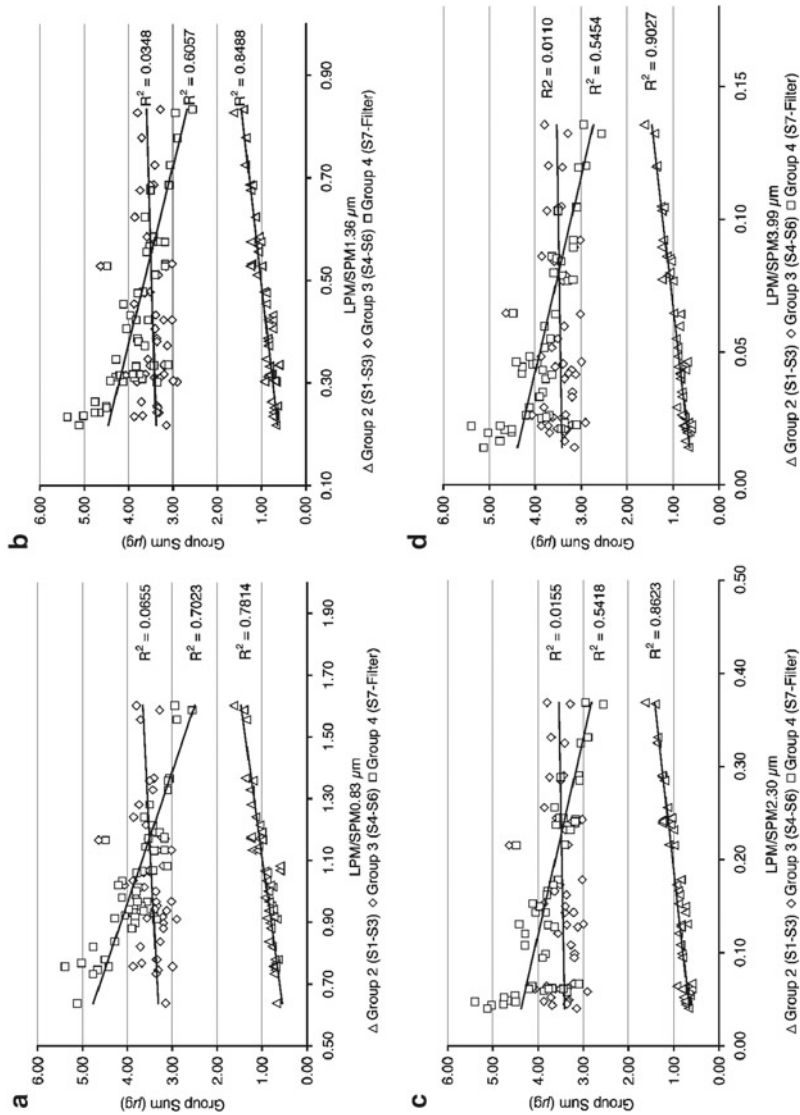 a
6.00
5.00
4.00
3.00
2.00
1.00
0.00
Group Sum (µg)
R² = 0.0655
R² = 0.7023
R² = 0.7814
0.50 0.70 0.90 1.10 1.30 1.50 1.70 1.90
LPM/SPM0.83 µm
△ Group 2 (S1-S3) ◇ Group 3 (S4-S6) □ Group 4 (S7-Filter)
b
6.00
5.00
4.00
3.00
2.00
1.00
0.00
Group Sum (µg)
R² = 0.0348
R² = 0.6057
R² = 0.8488
0.10 0.30 0.50 0.70 0.90
LPM/SPM1.36 µm
△ Group 2 (S1-S3) ◇ Group 3 (S4-S6) □ Group 4 (S7-Filter)
c
6.00
5.00
4.00
3.00
2.00
1.00
0.00
Group Sum (µg)
R² = 0.0155
R² = 0.5418
R² = 0.8623
0.00 0.10 0.20 0.30 0.40 0.50
LPM/SPM2.30 µm
△ Group 2 (S1-S3) ◇ Group 3 (S4-S6) □ Group 4 (S7-Filter)
d
6.00
5.00
4.00
3.00
2.00
1.00
0.00
Group Sum (µg)
R2 = 0.0110
R² = 0.5454
R² = 0.9027
0.00 0.05 0.10 0.15
LPM/SPM3.99 µm
△ Group 2 (S1-S3) ◇ Group 3 (S4-S6) □ Group 4 (S7-Filter)